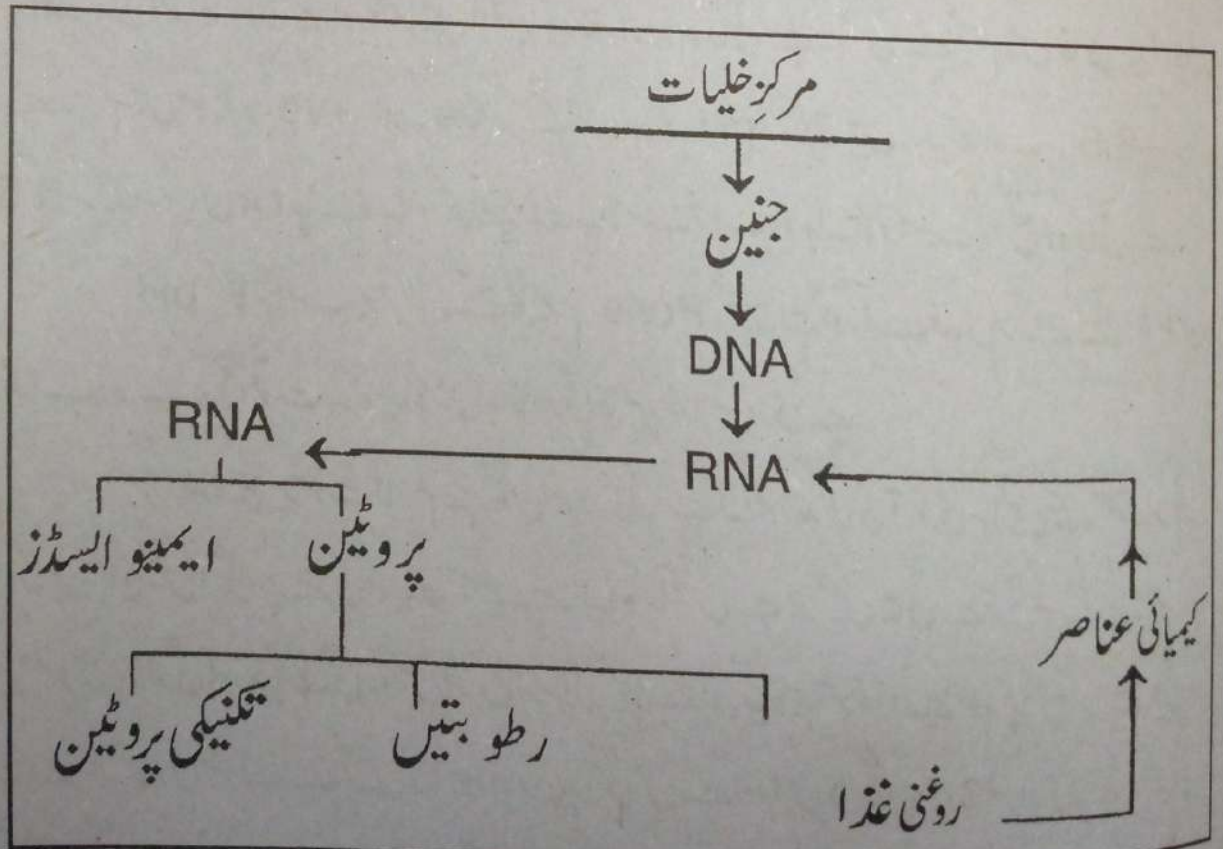 مرکزِ خلیات
جنین
DNA
RNA
RNA
پروٹین
ایمینو ایسڈز
کیمیائی عناصر
رطوبتیں
تکنیکی پروٹین
روغنی غذا